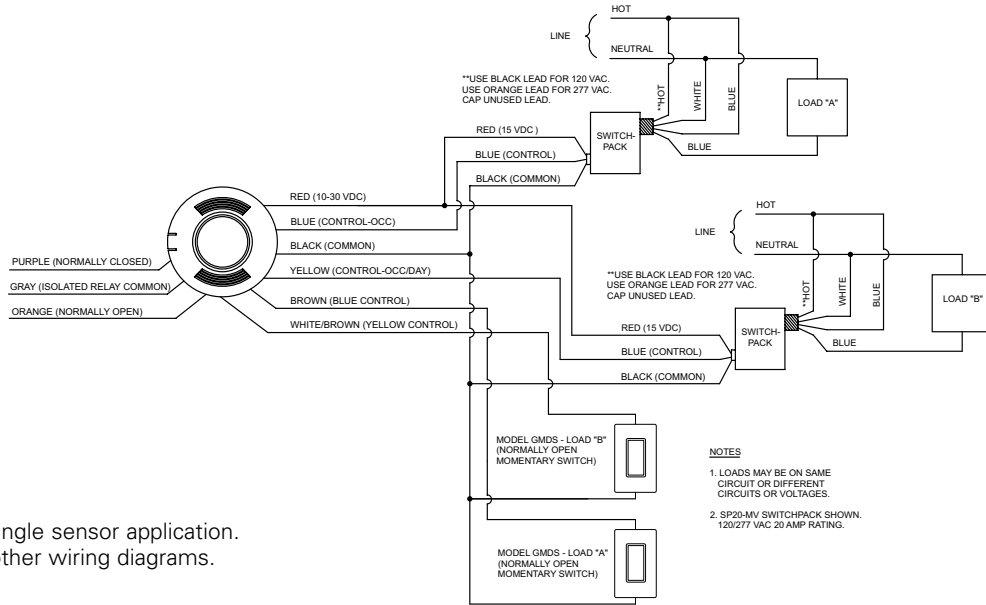 HOT
LINE
NEUTRAL
**USE BLACK LEAD FOR 120 VAC.
USE ORANGE LEAD FOR 277 VAC.
CAP UNUSED LEAD.
**HOT
WHITE
BLUE
LOAD "A"
RED (15 VDC )
SWITCH-
PACK
BLUE (CONTROL)
BLUE
BLACK (COMMON)
RED (10-30 VDC)
BLUE (CONTROL-OCC)
BLACK (COMMON)
YELLOW (CONTROL-OCC/DAY)
BROWN (BLUE CONTROL)
WHITE/BROWN (YELLOW CONTROL)
PURPLE (NORMALLY CLOSED)
GRAY (ISOLATED RELAY COMMON)
ORANGE (NORMALLY OPEN)
HOT
LINE
NEUTRAL
**USE BLACK LEAD FOR 120 VAC.
USE ORANGE LEAD FOR 277 VAC.
CAP UNUSED LEAD.
**HOT
WHITE
BLUE
LOAD "B"
RED (15 VDC)
SWITCH-
PACK
BLUE (CONTROL)
BLUE
BLACK (COMMON)
MODEL GMDS - LOAD "B"
(NORMALLY OPEN
MOMENTARY SWITCH)
MODEL GMDS - LOAD "A"
(NORMALLY OPEN
MOMENTARY SWITCH)
NOTES
1. LOADS MAY BE ON SAME
CIRCUIT OR DIFFERENT
CIRCUITS OR VOLTAGES.
2. SP20-MV SWITCHPACK SHOWN.
120/277 VAC 20 AMP RATING.
single sensor application.
other wiring diagrams.